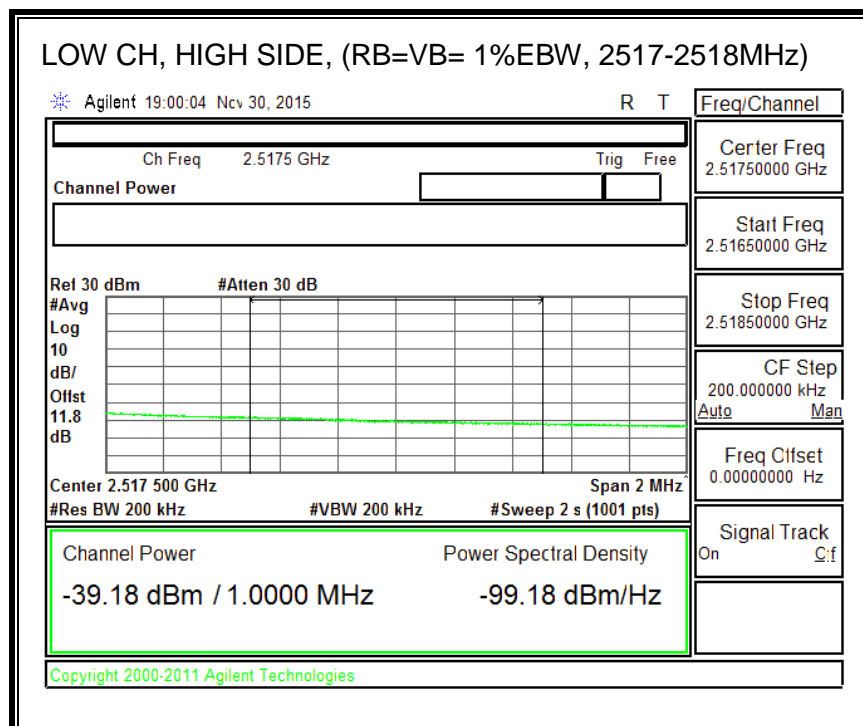 LOW CH, HIGH SIDE, (RB=VB= 1%EBW, 2517-2518MHz)
Agilent 19:00:04 Nov 30, 2015 R T
Freq/Channel
Ch Freq 2.5175 GHz Trig Free
Channel Power
Center Freq
2.51750000 GHz
Start Freq
2.51650000 GHz
Stop Freq
2.51850000 GHz
CF Step
200.000000 kHz
Auto Man
Freq Offset
0.00000000 Hz
Signal Track
On Off
Ref 30 dBm #Atten 30 dB
#Avg
Log
10
dB/
Offst
11.8
dB
Center 2.517 500 GHz Span 2 MHz
#Res BW 200 kHz #VBW 200 kHz #Sweep 2 s (1001 pts)
Channel Power Power Spectral Density
-39.18 dBm / 1.0000 MHz -99.18 dBm/Hz
Copyright 2000-2011 Agilent Technologies